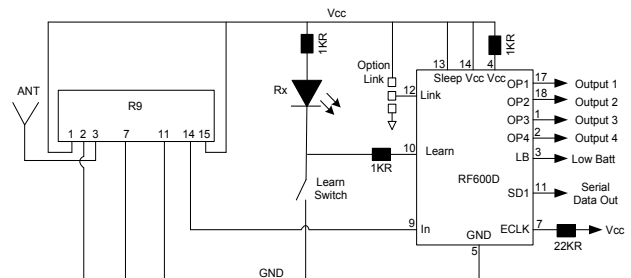 Vcc
1KR
1KR
ANT
R9
1 2 3 7 11 14 15
Rx
Option
Link
13 14 4
Sleep Vcc Vcc
12 Link
10 Learn
1KR
9 In
RF600D
OP1 17 Output 1
OP2 18 Output 2
OP3 1 Output 3
OP4 2 Output 4
LB 3 Low Batt
SD1 11 Serial
Data Out
ECLK 7 Vcc
22KR
GND
5
Learn
Switch
GND